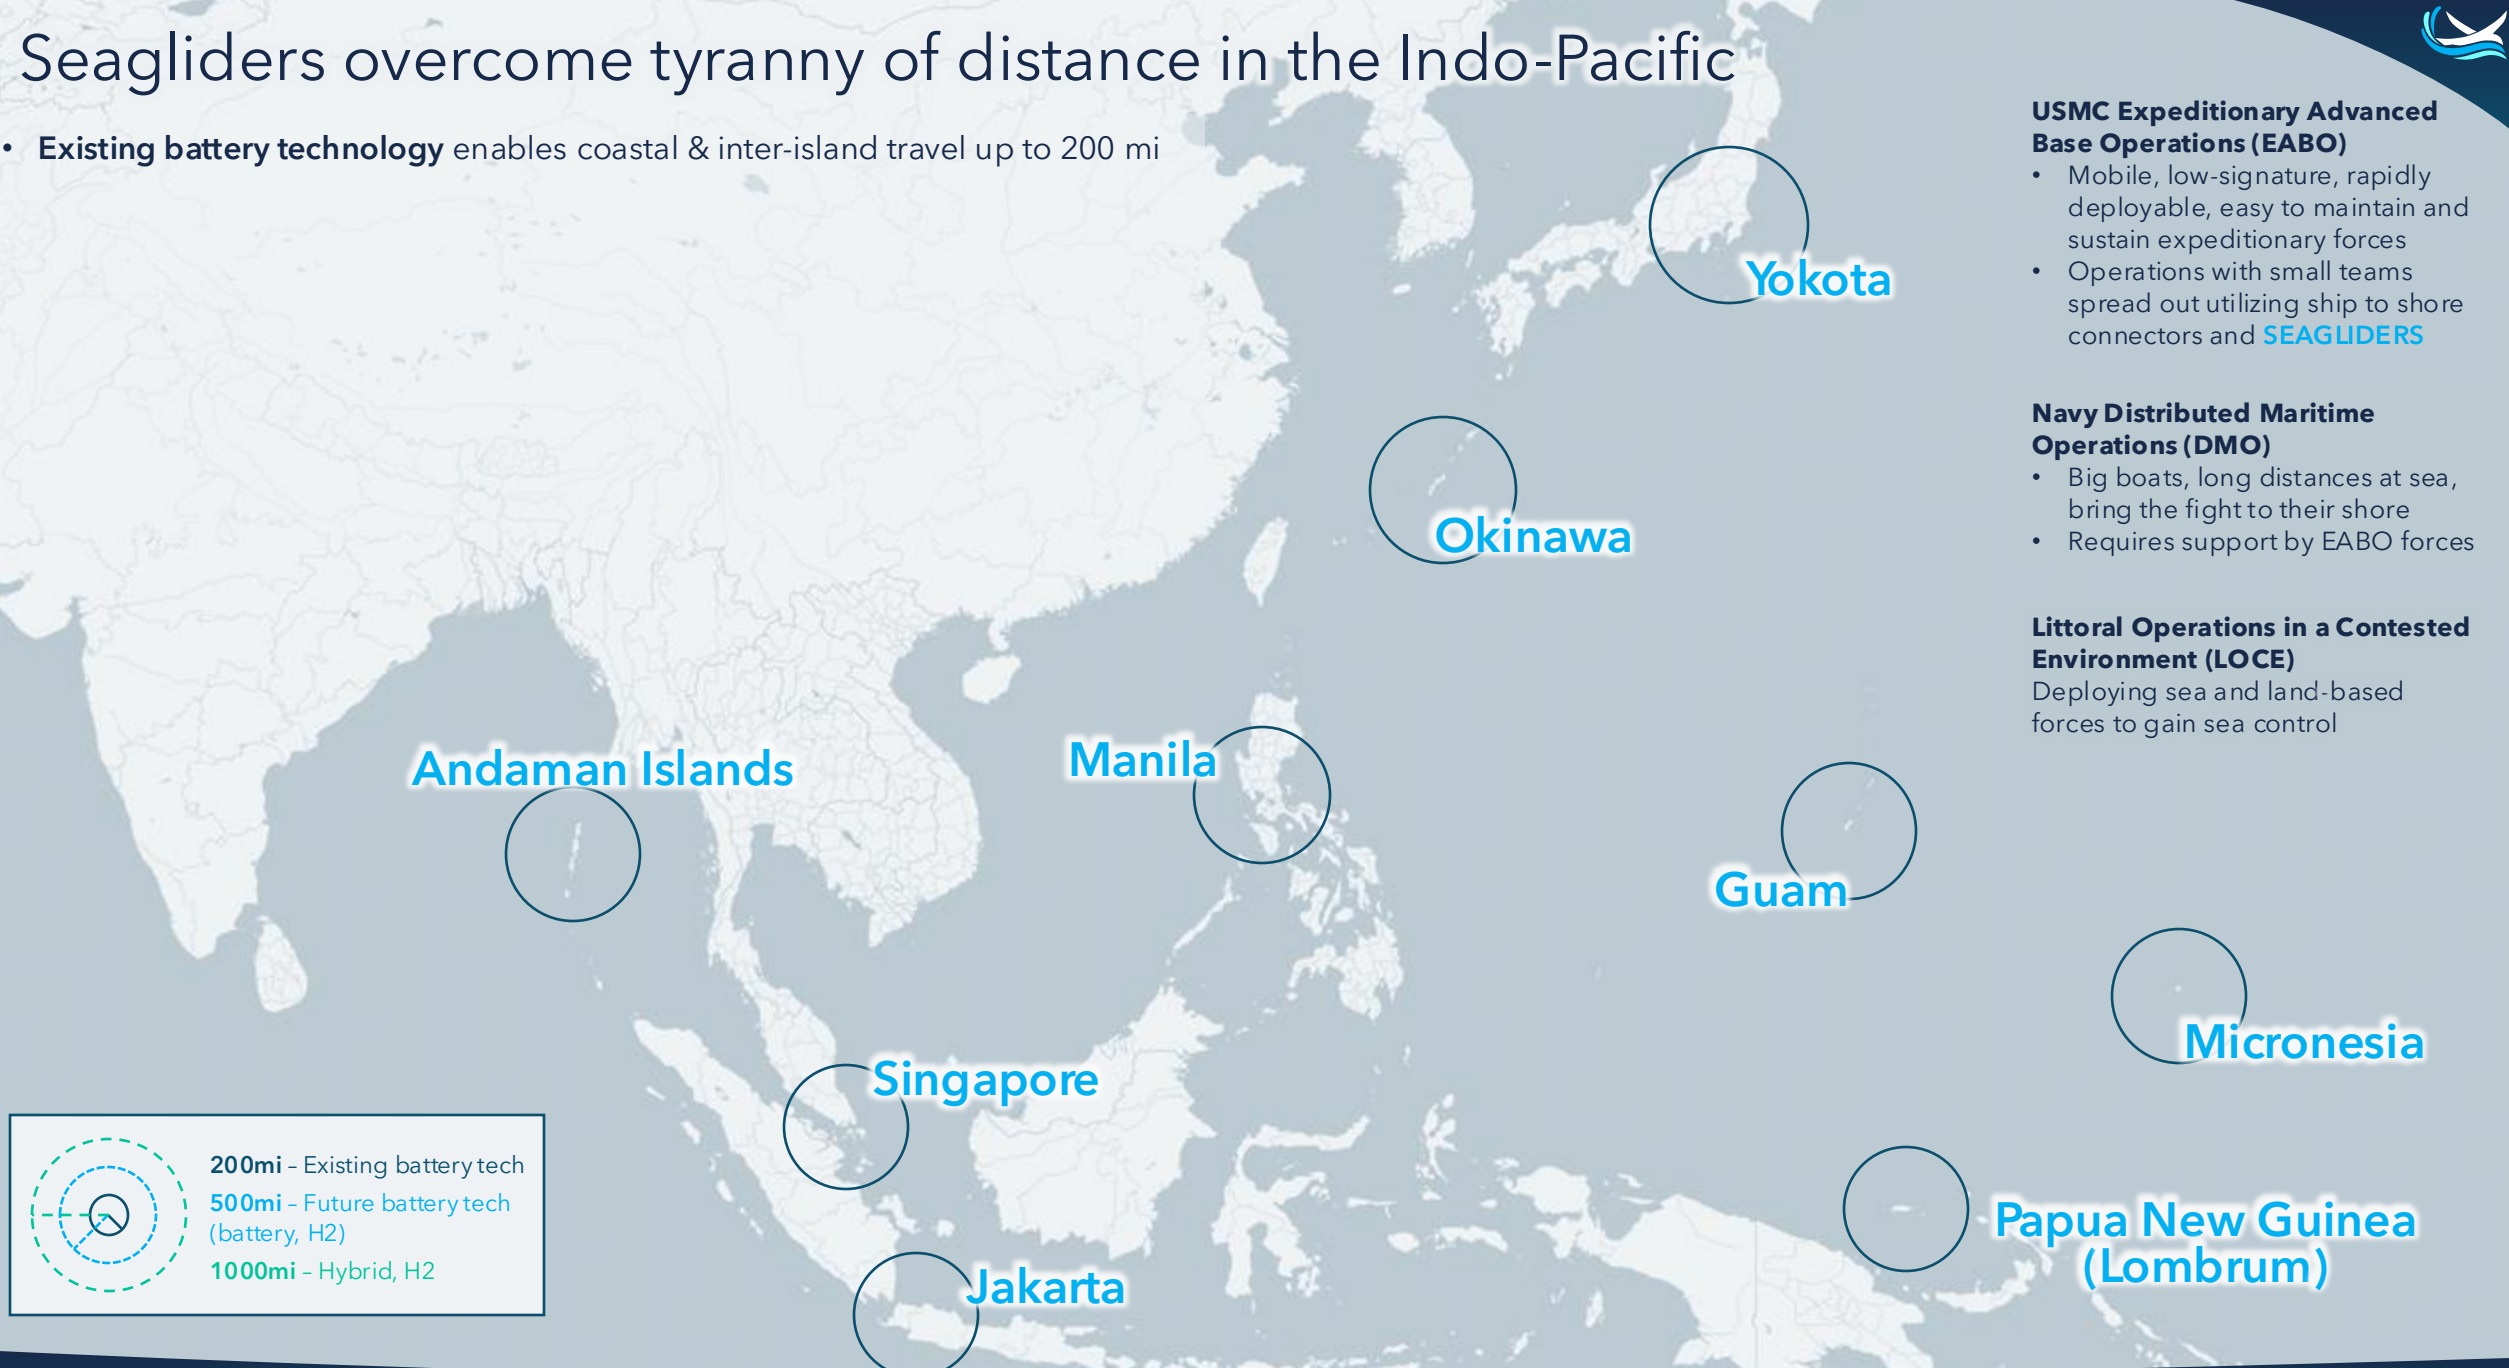 Seagliders overcome tyranny of distance in the Indo-Pacific
• Existing battery technology enables coastal & inter-island travel up to 200 mi
USMC Expeditionary Advanced
Base Operations (EABO)
• Mobile, low-signature, rapidly
deployable, easy to maintain and
sustain expeditionary forces
• Operations with small teams
spread out utilizing ship to shore
connectors and SEAGLIDERS
Navy Distributed Maritime
Operations (DMO)
• Big boats, long distances at sea,
bring the fight to their shore
• Requires support by EABO forces
Littoral Operations in a Contested
Environment (LOCE)
Deploying sea and land-based
forces to gain sea control
Yokota
Okinawa
Andaman Islands
Manila
Guam
Micronesia
Singapore
Papua New Guinea
(Lombrum)
Jakarta
200mi – Existing battery tech
500mi – Future battery tech
(battery, H2)
1000mi – Hybrid, H2